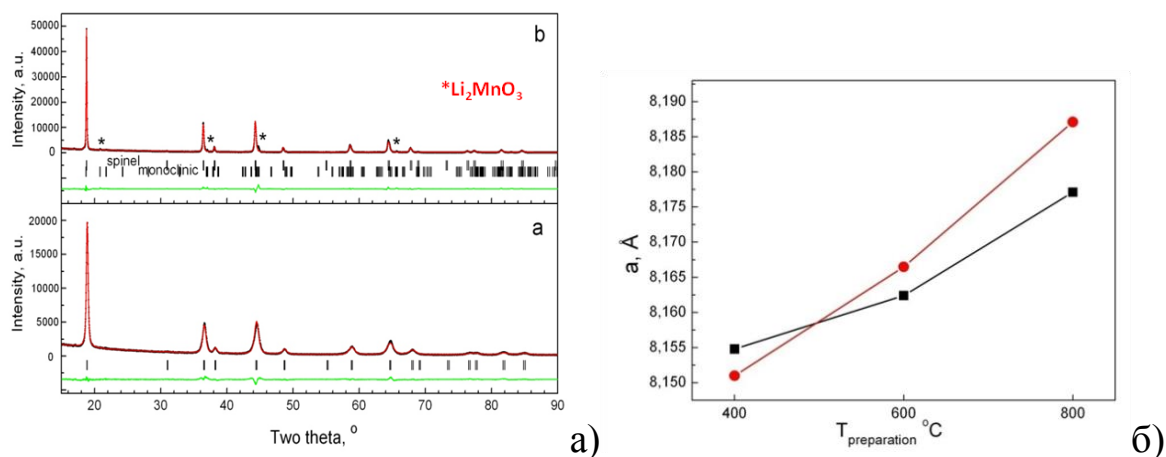 50000
40000
30000
20000
10000
0
Intensity, a.u.
b
*Li₂MnO₃
*
*
*
*
spinel
monoclinic
20000
15000
10000
5000
0
Intensity, a.u.
a
20 30 40 50 60 70 80 90
Two theta, °
а)
8,190
8,185
8,180
8,175
8,170
8,165
8,160
8,155
8,150
a, Å
400 600 800
T preparation °C
б)